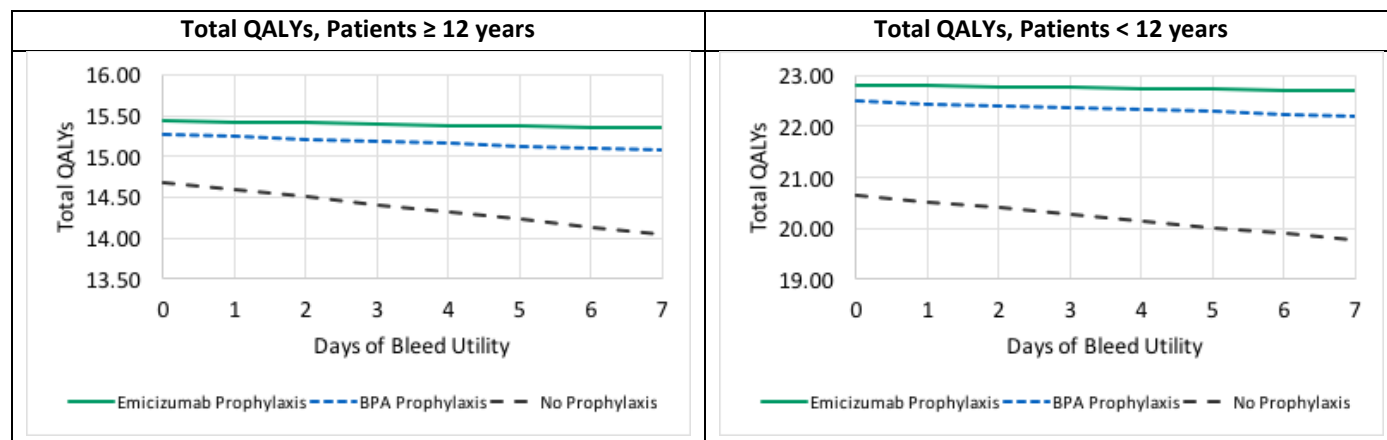 Total QALYs, Patients ≥ 12 years
Total QALYs
16.00
15.50
15.00
14.50
14.00
13.50
0 1 2 3 4 5 6 7
Days of Bleed Utility
Emicizumab Prophylaxis BPA Prophylaxis No Prophylaxis
Total QALYs, Patients < 12 years
Total QALYs
23.00
22.00
21.00
20.00
19.00
0 1 2 3 4 5 6 7
Days of Bleed Utility
Emicizumab Prophylaxis BPA Prophylaxis No Prophylaxis